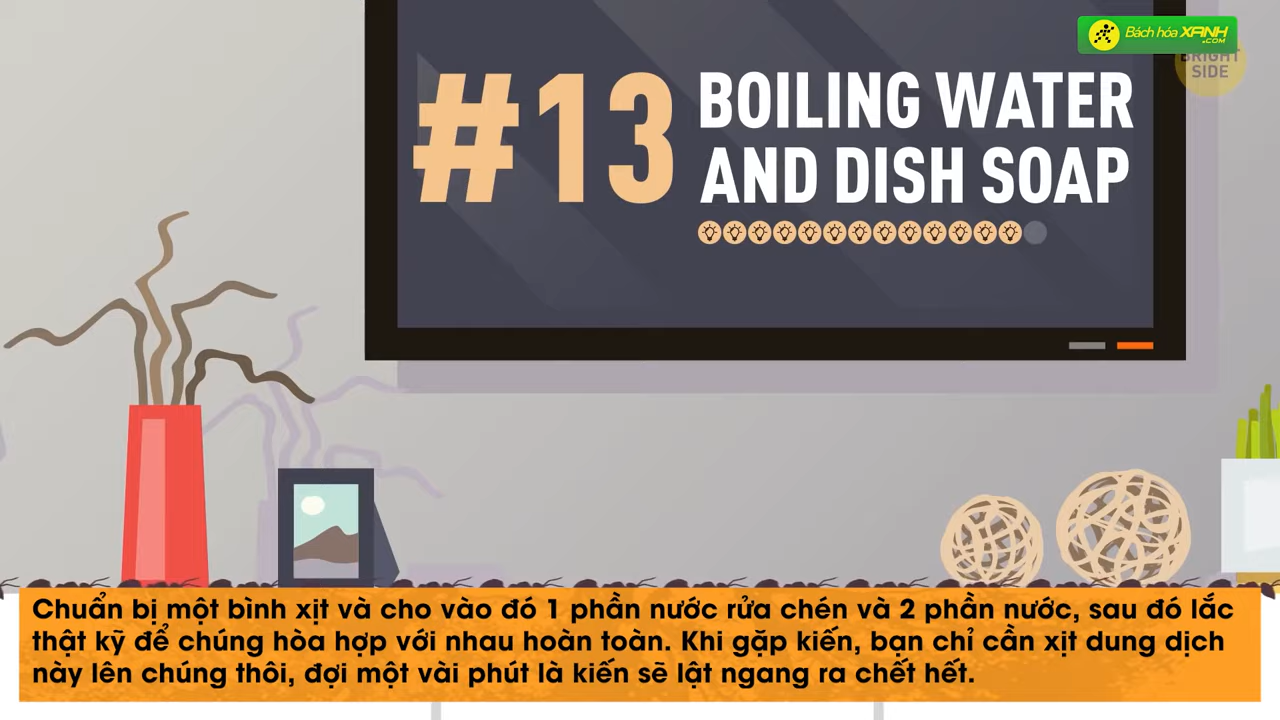 Bách hóa XANH
.COM
BRIGHT
SIDE
#13 BOILING WATER
AND DISH SOAP
Chuẩn bị một bình xịt và cho vào đó 1 phần nước rửa chén và 2 phần nước, sau đó lắc
thật kỹ để chúng hòa hợp với nhau hoàn toàn. Khi gặp kiến, bạn chỉ cần xịt dung dịch
này lên chúng thôi, đợi một vài phút là kiến sẽ lật ngang ra chết hết.